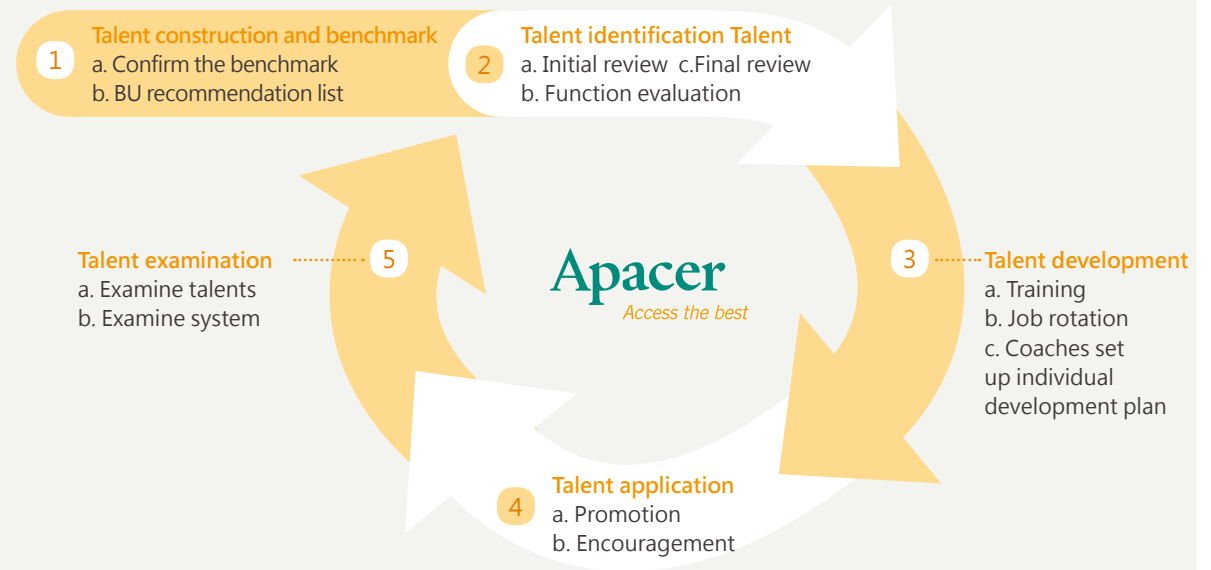 1
Talent construction and benchmark
a. Confirm the benchmark
b. BU recommendation list
2
Talent identification Talent
a. Initial review c.Final review
b. Function evaluation
3
Talent development
a. Training
b. Job rotation
c. Coaches set
up individual
development plan
4
Talent application
a. Promotion
b. Encouragement
5
Talent examination
a. Examine talents
b. Examine system
Apacer
Access the best